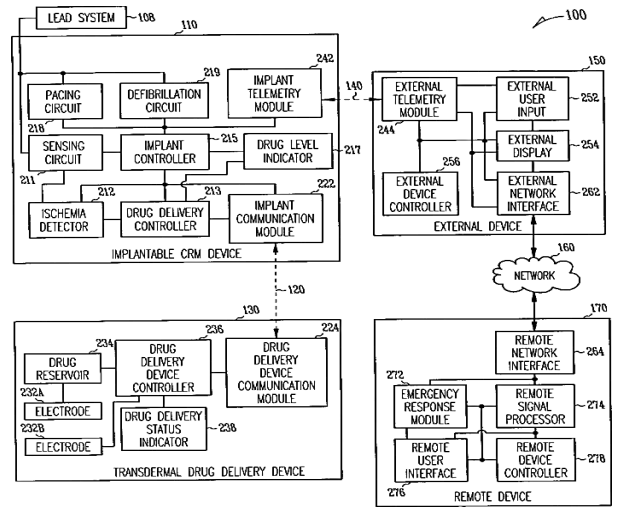 100
LEAD SYSTEM
108
110
PACING
CIRCUIT
218
DEFIBRILLATION
CIRCUIT
219
IMPLANT
TELEMETRY
MODULE
242
SENSING
CIRCUIT
211
IMPLANT
CONTROLLER
215
DRUG LEVEL
INDICATOR
217
ISCHEMIA
DETECTOR
212
DRUG DELIVERY
CONTROLLER
213
IMPLANT
COMMUNICATION
MODULE
222
IMPLANTABLE CRM DEVICE
140
150
EXTERNAL
TELEMETRY
MODULE
244
EXTERNAL
USER
INPUT
252
EXTERNAL
DISPLAY
254
256
EXTERNAL DEVICE
CONTROLLER
EXTERNAL
NETWORK
INTERFACE
262
EXTERNAL DEVICE
120
160
NETWORK
130
234
DRUG
RESERVOIR
232A
ELECTRODE
232B
ELECTRODE
236
DRUG
DELIVERY
DEVICE
CONTROLLER
DRUG DELIVERY
STATUS
INDICATOR
238
224
DRUG
DELIVERY
DEVICE
COMMUNICATION
MODULE
TRANSDERMAL DRUG DELIVERY DEVICE
170
REMOTE
NETWORK
INTERFACE
264
272
EMERGENCY
RESPONSE
MODULE
REMOTE
SIGNAL
PROCESSOR
274
REMOTE
USER
INTERFACE
276
REMOTE
DEVICE
CONTROLLER
278
REMOTE DEVICE